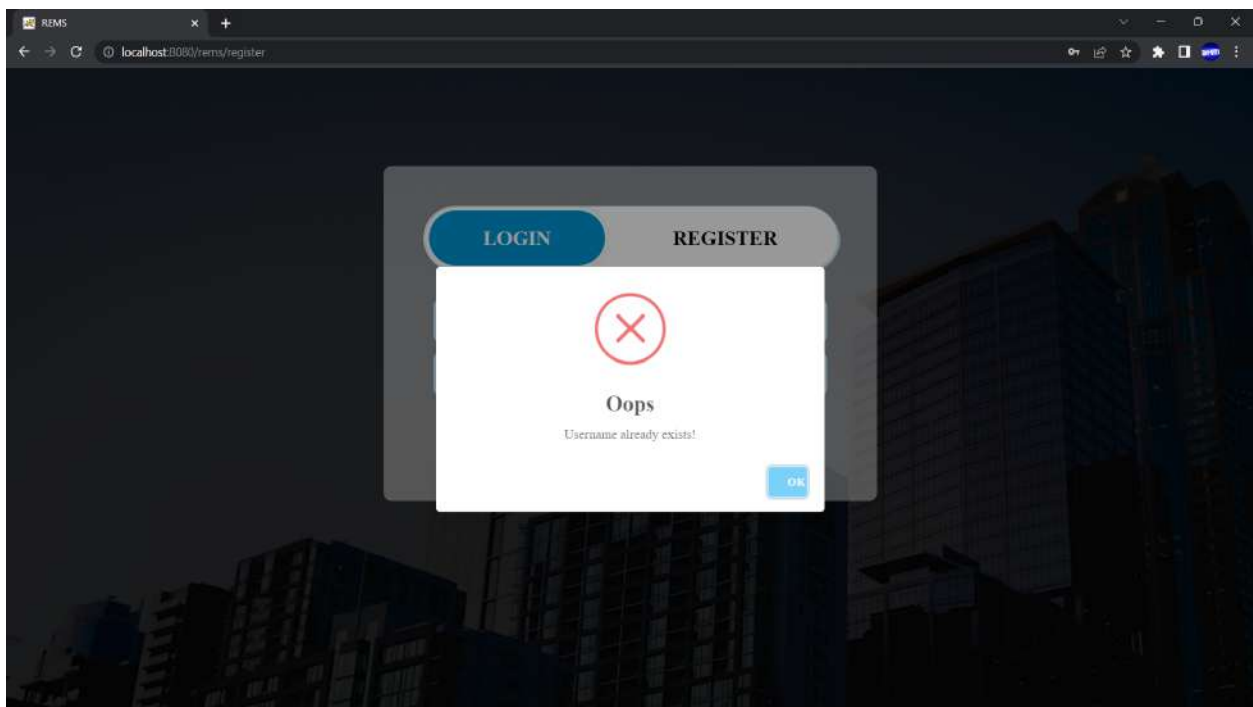 REMS
localhost:8080/rems/register
LOGIN REGISTER
Oops
Username already exists!
OK